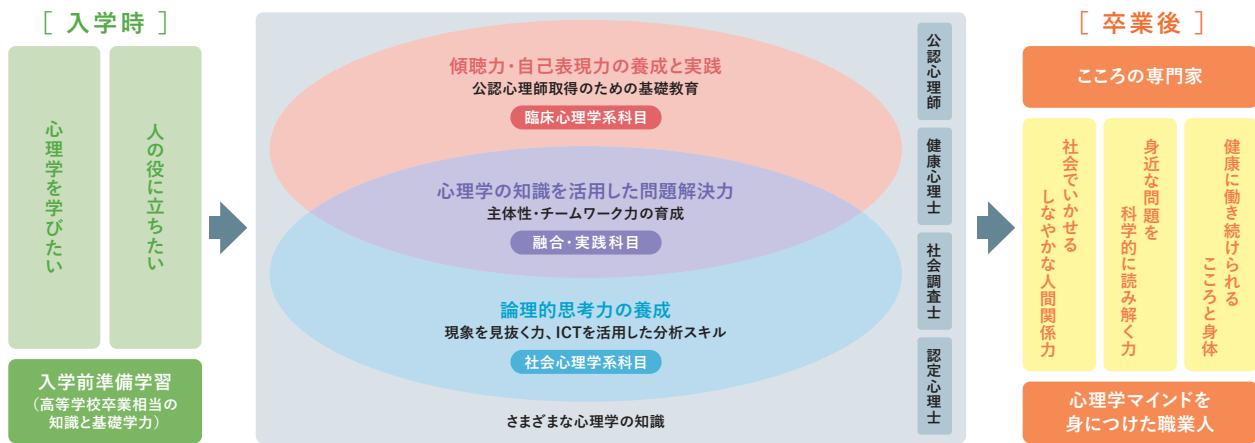 [ 入学時 ]
心理学を学びたい
人の役に立ちたい
入学前準備学習
(高等学校卒業相当の
知識と基礎学力)
傾聴力・自己表現力の養成と実践
公認心理師取得のための基礎教育
臨床心理学系科目
心理学の知識を活用した問題解決力
主体性・チームワーク力の育成
融合・実践科目
論理的思考力の養成
現象を見抜く力、ICTを活用した分析スキル
社会心理学系科目
さまざまな心理学の知識
公認心理師
健康心理士
社会調査士
認定心理士
[ 卒業後 ]
こころの専門家
社会でいかせる
しなやかな人間関係力
身近な問題を
科学的に読み解く力
健康に働き続けられる
こころと身体
心理学マインドを
身につけた職業人